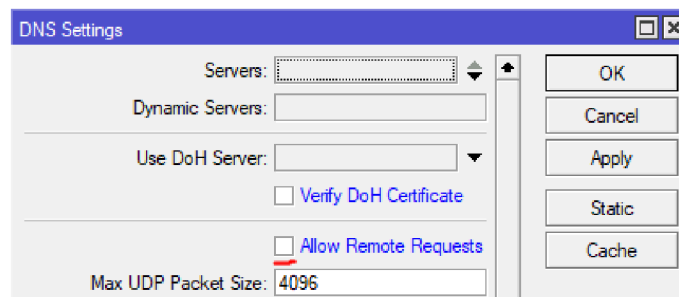 DNS Settings
Servers:
OK
Dynamic Servers:
Cancel
Use DoH Server:
Apply
Verify DoH Certificate
Static
Allow Remote Requests
Cache
Max UDP Packet Size: 4096